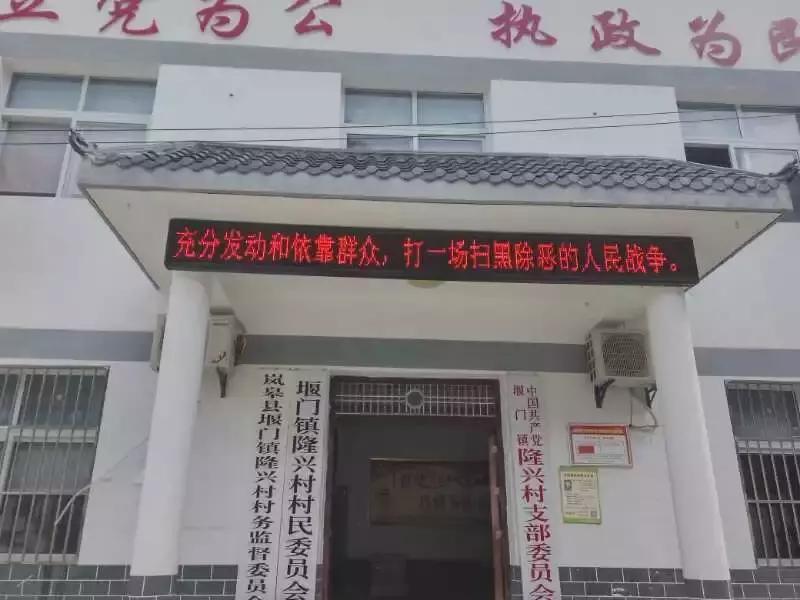 立党为公 执政为民
充分发动和依靠群众，打一场扫黑除恶的人民战争。
岚皋县堰门镇隆兴村村务监督委员会
堰门镇隆兴村村民委员会
中国共产党
堰门镇
隆兴村支部委员会